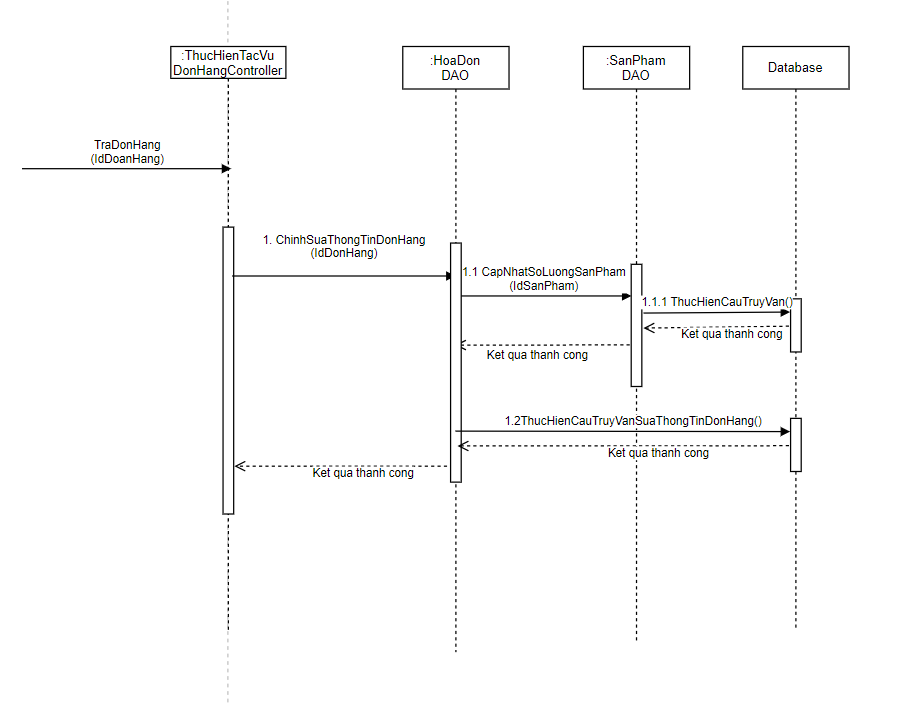 :ThucHienTacVu
DonHangController
:HoaDon
DAO
:SanPham
DAO
Database
TraDonHang
(IdDoanHang)
1. ChinhSuaThongTinDonHang
(IdDonHang)
1.1 CapNhatSoLuongSanPham
(IdSanPham)
1.1.1 ThucHienCauTruyVan()
Ket qua thanh cong
Ket qua thanh cong
1.2ThucHienCauTruyVanSuaThongTinDonHang()
Ket qua thanh cong
Ket qua thanh cong